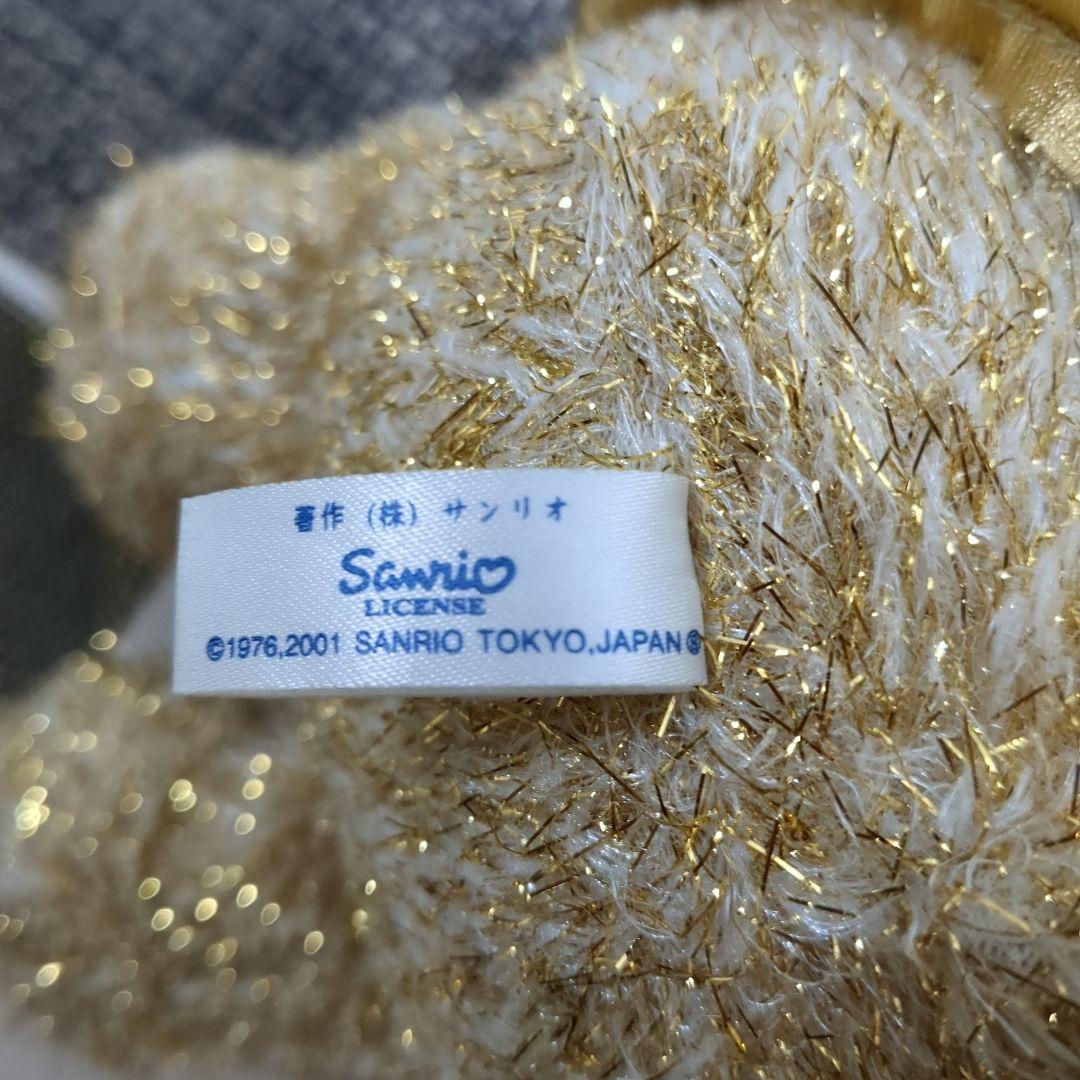 著作 (株) サンリオ
Sanrio
LICENSE
©1976,2001 SANRIO TOKYO,JAPAN